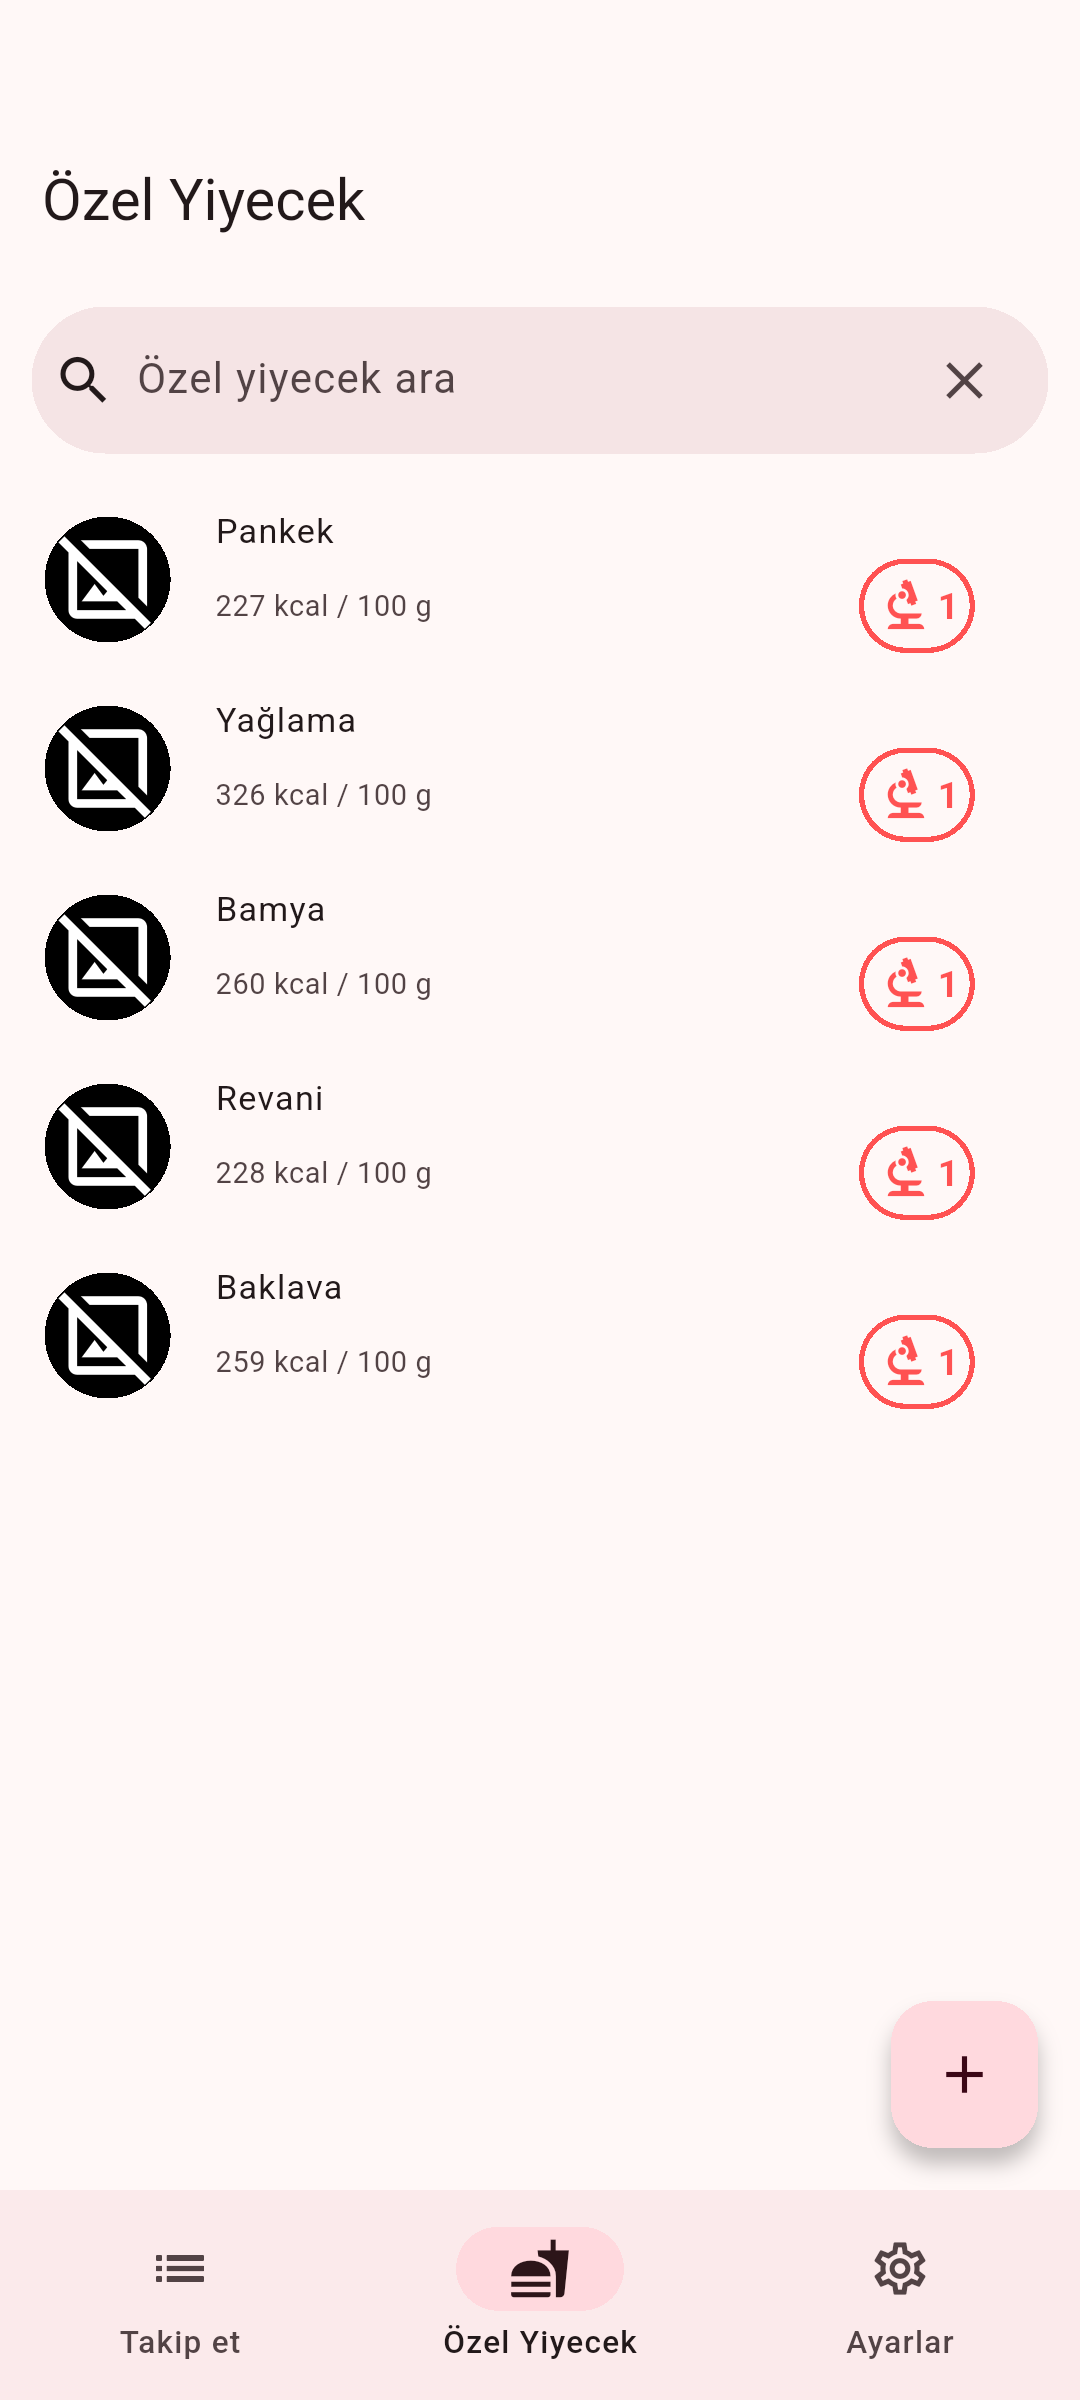 Özel Yiyecek
Özel yiyecek ara
Pankek
227 kcal / 100 g
1
Yağlama
326 kcal / 100 g
1
Bamya
260 kcal / 100 g
1
Revani
228 kcal / 100 g
1
Baklava
259 kcal / 100 g
1
Takip et
Özel Yiyecek
Ayarlar